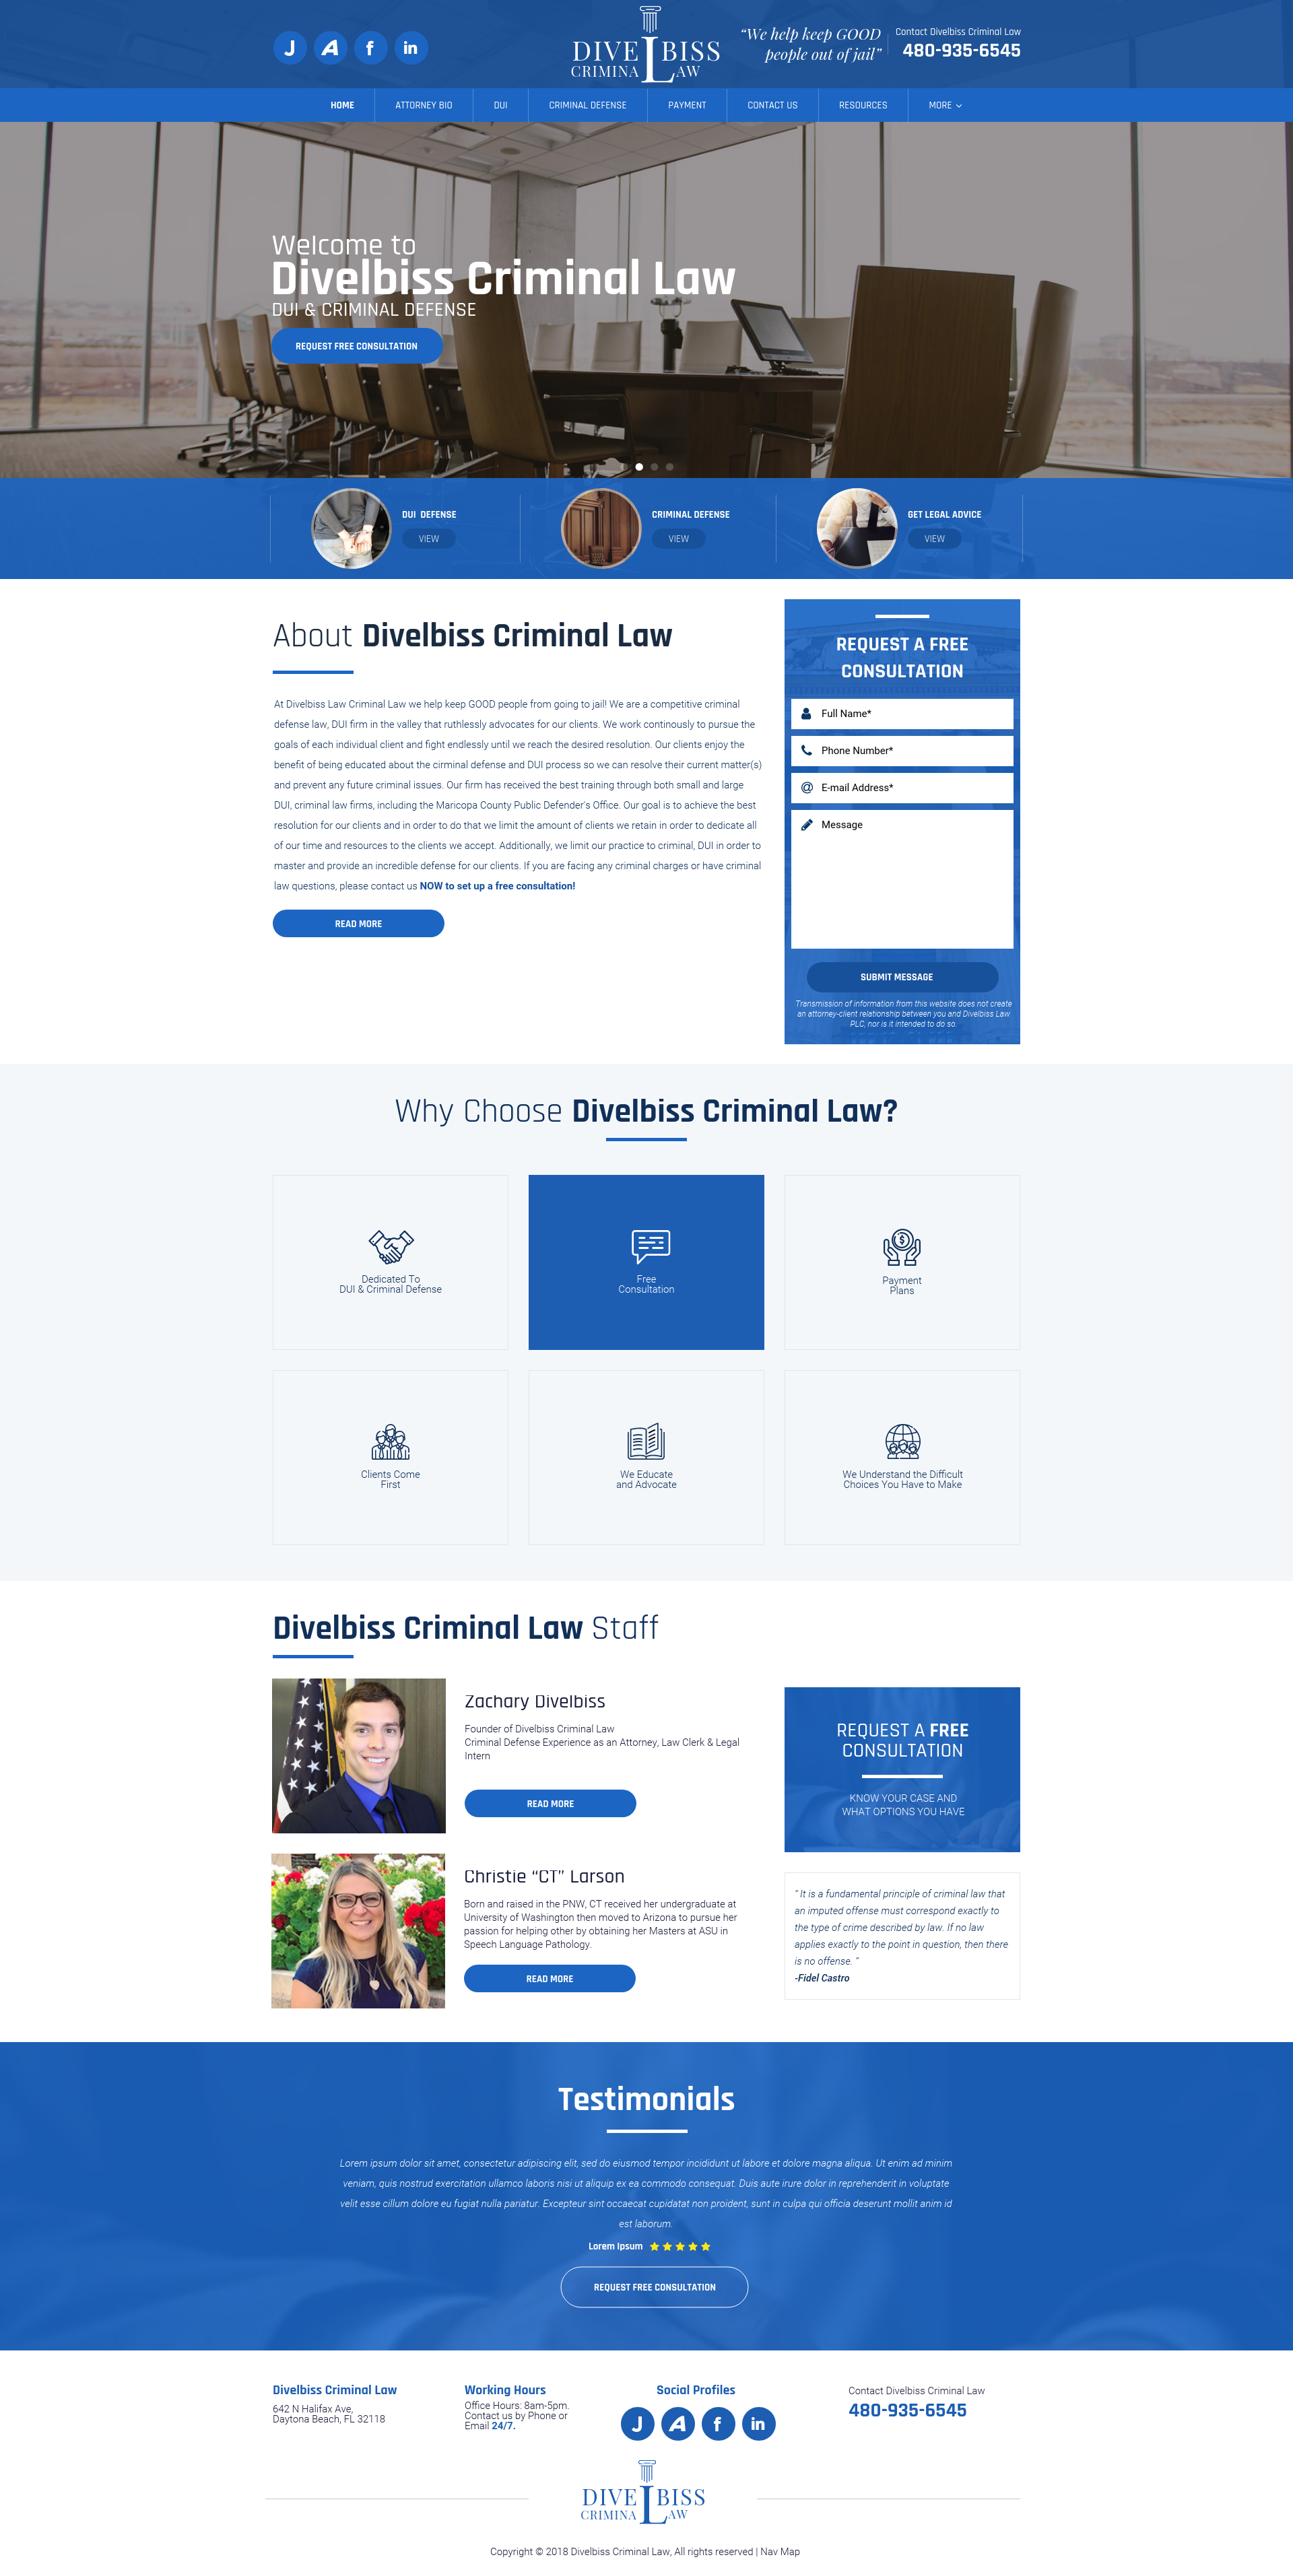 J A f in
DIVELBISS
CRIMINAL LAW
“We help keep GOOD
people out of jail”
Contact Divelbiss Criminal Law
480-935-6545
HOME ATTORNEY BIO DUI CRIMINAL DEFENSE PAYMENT CONTACT US RESOURCES MORE
Welcome to
Divelbiss Criminal Law
DUI & CRIMINAL DEFENSE
REQUEST FREE CONSULTATION
DUI DEFENSE
VIEW
CRIMINAL DEFENSE
VIEW
GET LEGAL ADVICE
VIEW
About Divelbiss Criminal Law
At Divelbiss Law Criminal Law we help keep GOOD people from going to jail! We are a competitive criminal
defense law, DUI firm in the valley that ruthlessly advocates for our clients. We work continously to pursue the
goals of each individual client and fight endlessly until we reach the desired resolution. Our clients enjoy the
benefit of being educated about the cirminal defense and DUI process so we can resolve their current matter(s)
and prevent any future criminal issues. Our firm has received the best training through both small and large
DUI, criminal law firms, including the Maricopa County Public Defender's Office. Our goal is to achieve the best
resolution for our clients and in order to do that we limit the amount of clients we retain in order to dedicate all
of our time and resources to the clients we accept. Additionally, we limit our practice to criminal, DUI in order to
master and provide an incredible defense for our clients. If you are facing any criminal charges or have criminal
law questions, please contact us NOW to set up a free consultation!
READ MORE
REQUEST A FREE
CONSULTATION
Full Name*
Phone Number*
E-mail Address*
Message
SUBMIT MESSAGE
Transmission of information from this website does not create
an attorney-client relationship between you and Divelbiss Law
PLC, nor is it intended to do so.
Why Choose Divelbiss Criminal Law?
Dedicated To
DUI & Criminal Defense
Free
Consultation
Payment
Plans
Clients Come
First
We Educate
and Advocate
We Understand the Difficult
Choices You Have to Make
Divelbiss Criminal Law Staff
Zachary Divelbiss
Founder of Divelbiss Criminal Law
Criminal Defense Experience as an Attorney, Law Clerk & Legal
Intern
READ MORE
Christie “CT” Larson
Born and raised in the PNW, CT received her undergraduate at
University of Washington then moved to Arizona to pursue her
passion for helping other by obtaining her Masters at ASU in
Speech Language Pathology.
READ MORE
REQUEST A FREE
CONSULTATION
KNOW YOUR CASE AND
WHAT OPTIONS YOU HAVE
“ It is a fundamental principle of criminal law that
an imputed offense must correspond exactly to
the type of crime described by law. If no law
applies exactly to the point in question, then there
is no offense. ”
-Fidel Castro
Testimonials
Lorem ipsum dolor sit amet, consectetur adipiscing elit, sed do eiusmod tempor incididunt ut labore et dolore magna aliqua. Ut enim ad minim
veniam, quis nostrud exercitation ullamco laboris nisi ut aliquip ex ea commodo consequat. Duis aute irure dolor in reprehenderit in voluptate
velit esse cillum dolore eu fugiat nulla pariatur. Excepteur sint occaecat cupidatat non proident, sunt in culpa qui officia deserunt mollit anim id
est laborum.
Lorem Ipsum
REQUEST FREE CONSULTATION
Divelbiss Criminal Law
642 N Halifax Ave,
Daytona Beach, FL 32118
Working Hours
Office Hours: 8am-5pm.
Contact us by Phone or
Email 24/7.
Social Profiles
J A f in
Contact Divelbiss Criminal Law
480-935-6545
DIVELBISS
CRIMINAL LAW
Copyright © 2018 Divelbiss Criminal Law, All rights reserved | Nav Map